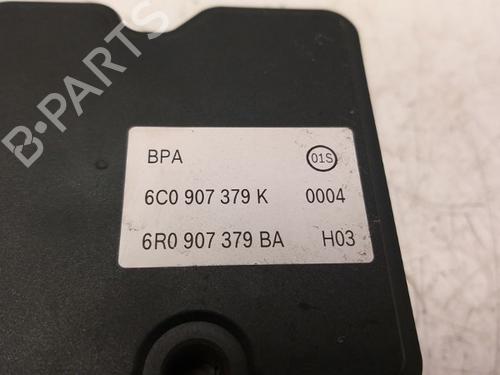 B-PARTS
BPA 01S
6C0 907 379 K 0004
6R0 907 379 BA H03